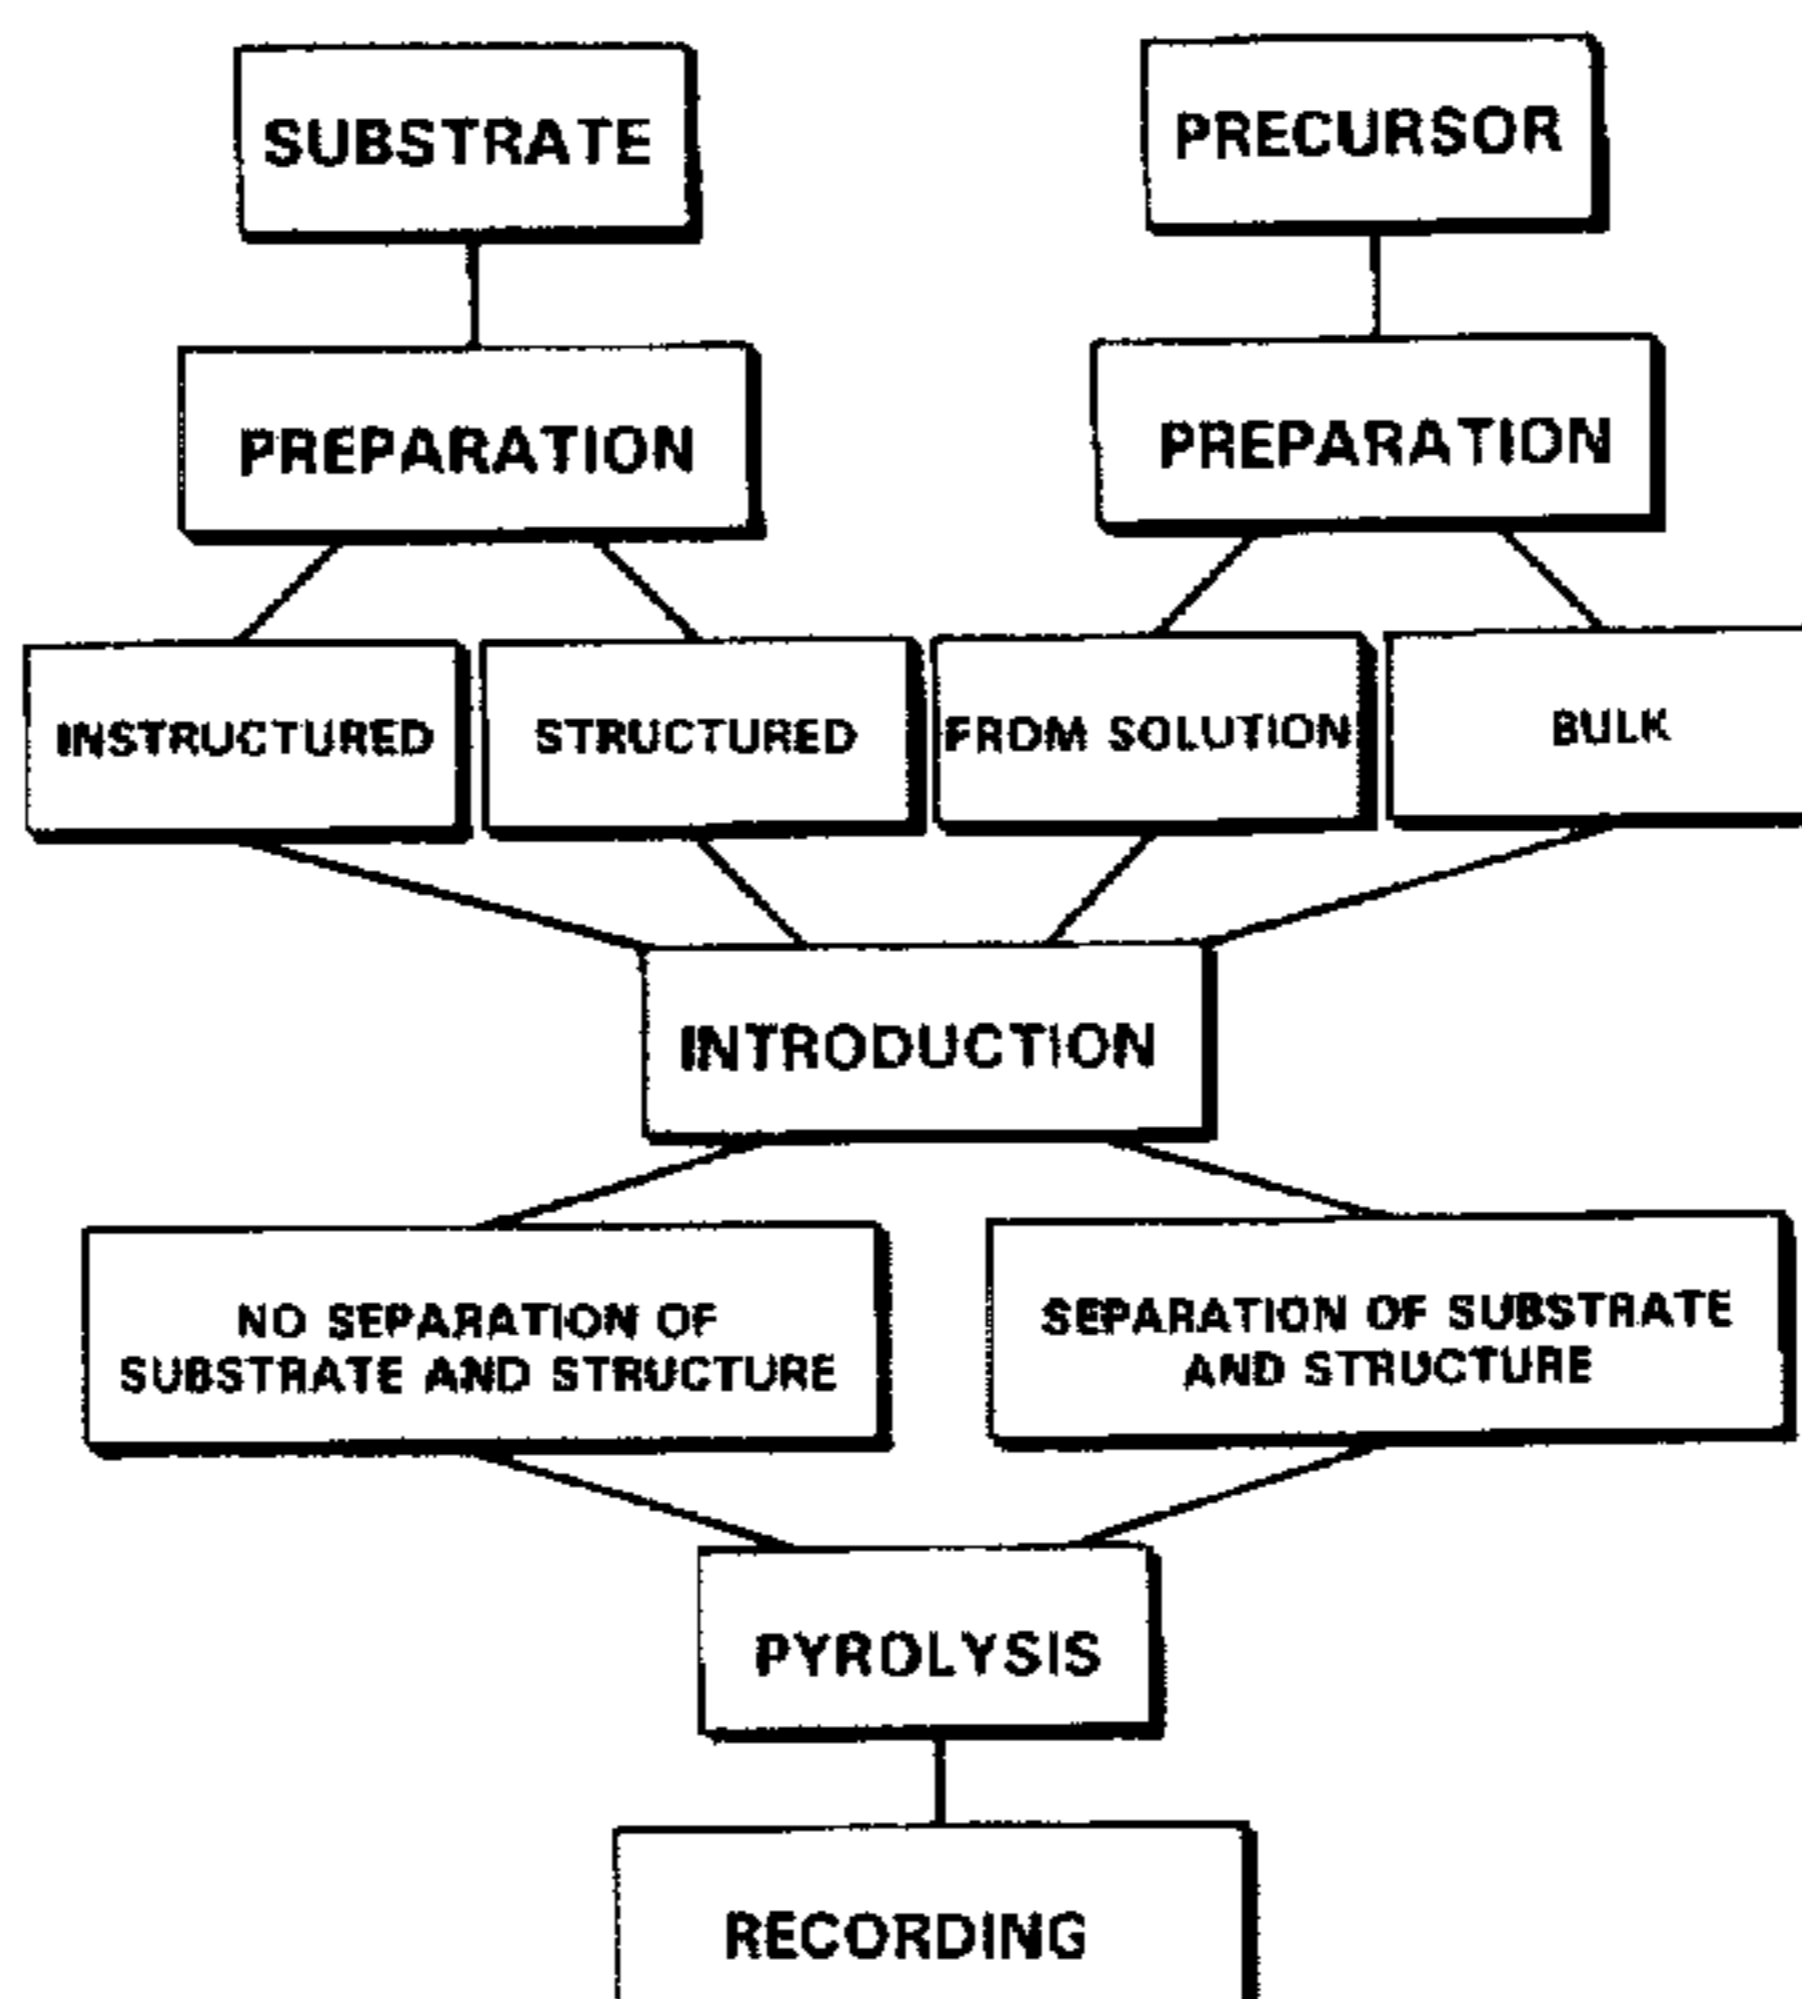 SUBSTRATE
PRECURSOR
PREPARATION
PREPARATION
INSTRUCTURED
STRUCTURED
FROM SOLUTION
BULK
INTRODUCTION
NO SEPARATION OF
SUBSTRATE AND STRUCTURE
SEPARATION OF SUBSTRATE
AND STRUCTURE
PYROLYSIS
RECORDING